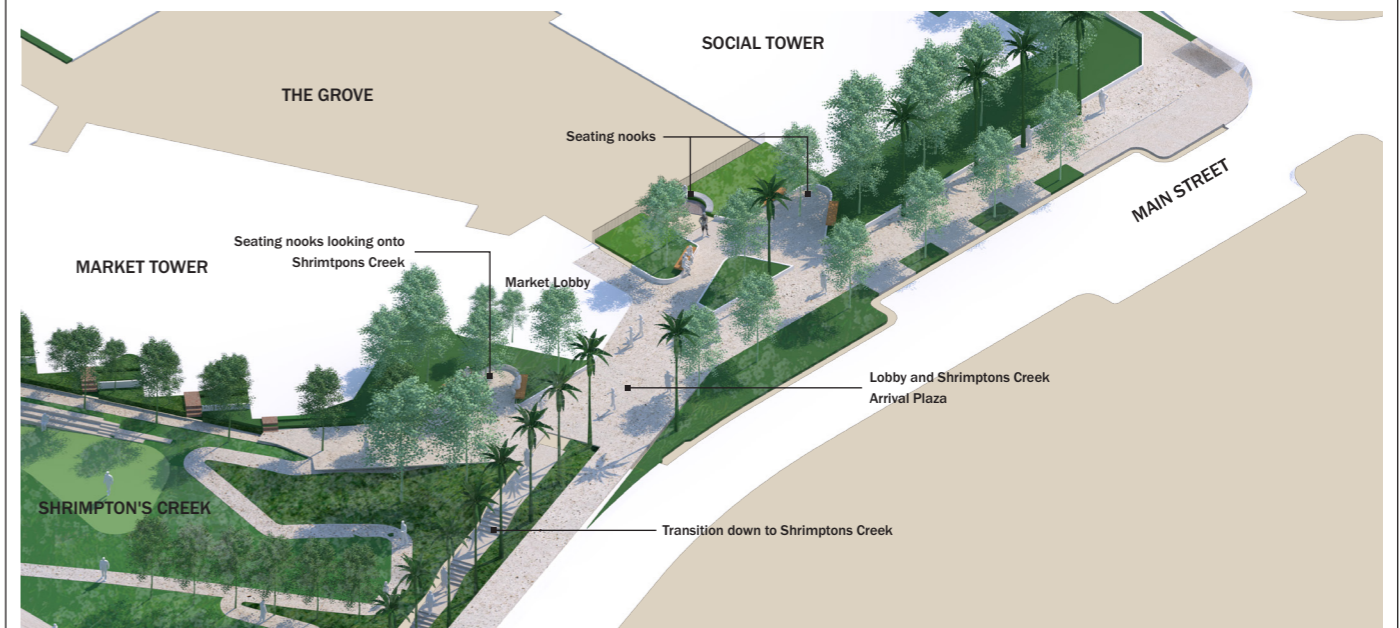 SOCIAL TOWER
THE GROVE
Seating nooks
MAIN STREET
Seating nooks looking onto
Shrimtpons Creek
MARKET TOWER
Market Lobby
Lobby and Shrimptons Creek
Arrival Plaza
SHRIMPTON'S CREEK
Transition down to Shrimptons Creek